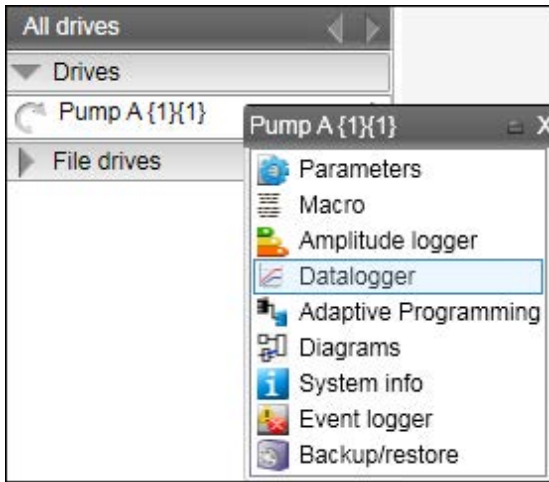 All drives
Drives
Pump A {1}{1}
File drives
Pump A {1}{1} X
Parameters
Macro
Amplitude logger
Datalogger
Adaptive Programming
Diagrams
System info
Event logger
Backup/restore